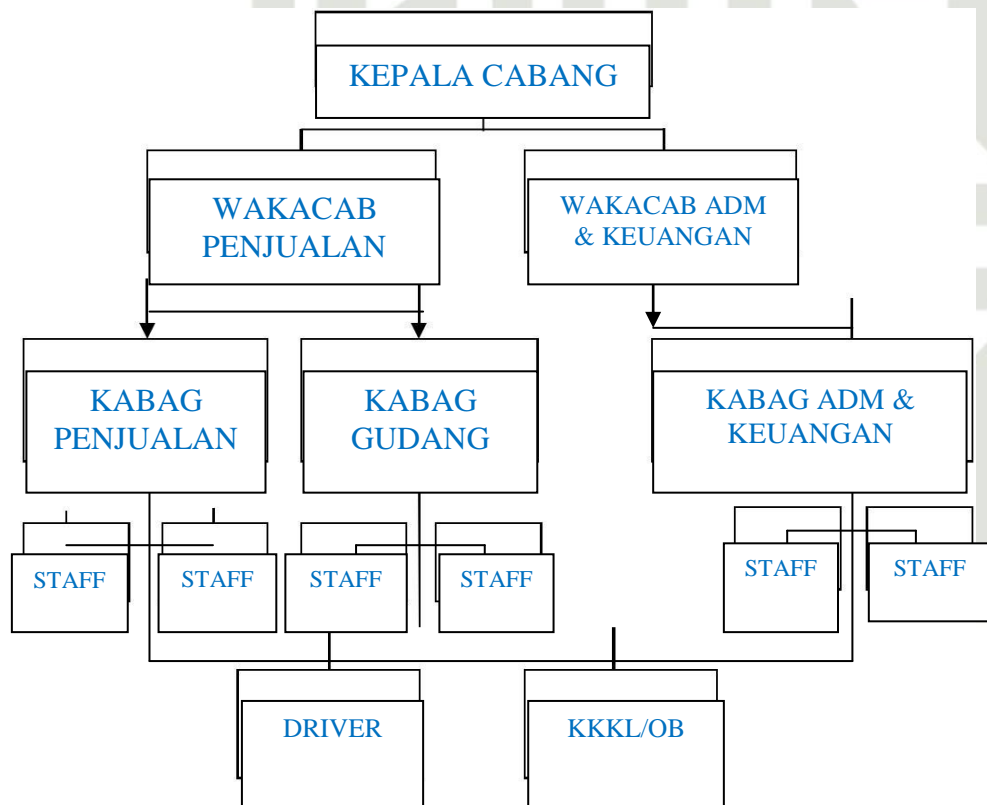 KEPALA CABANG
WAKACAB
PENJUALAN
WAKACAB ADM
& KEUANGAN
KABAG
PENJUALAN
KABAG
GUDANG
KABAG ADM &
KEUANGAN
STAFF
STAFF
STAFF
STAFF
STAFF
STAFF
DRIVER
KKKL/OB